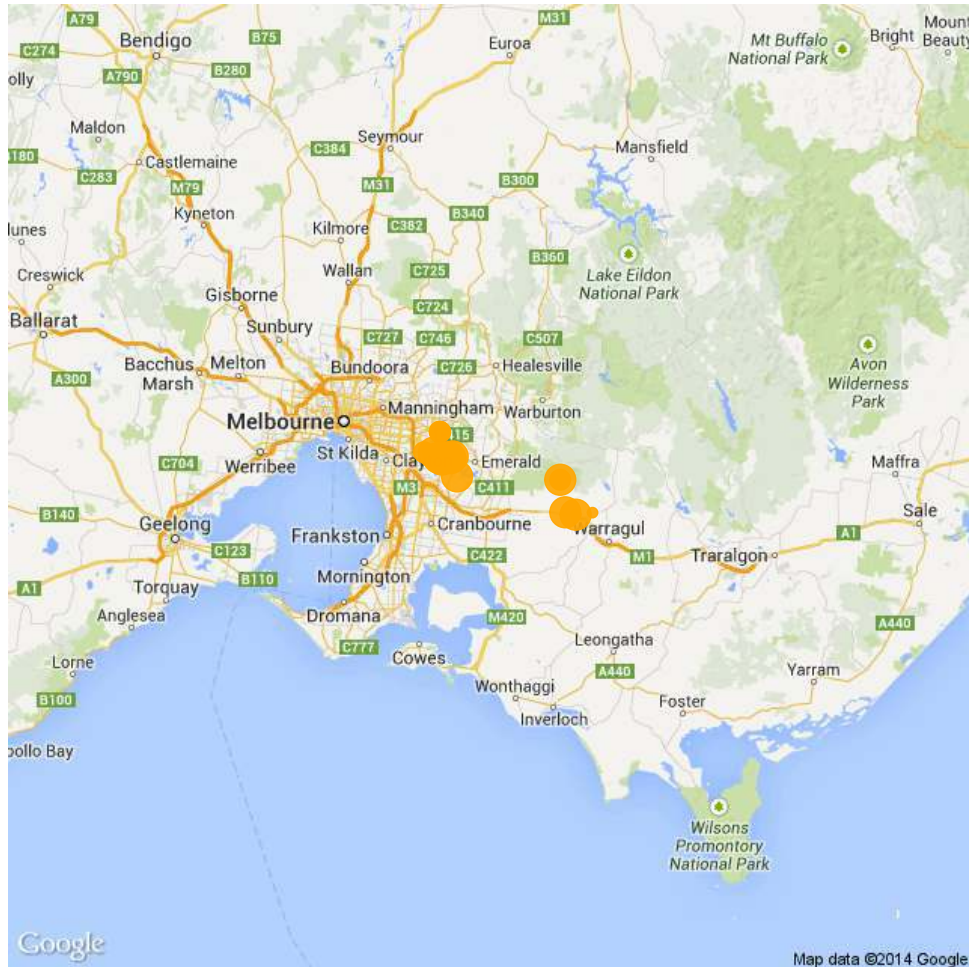 A79
Bendigo
B75
M31
Euroa
Mt Buffalo
National Park
Bright
Mount
Beauty
C274
olly
A790
B280
Maldon
Seymour
Mansfield
B180
C384
Castlemaine
C283
M79
M31
B300
Kyneton
C382
B340
lunes
Kilmore
B360
Creswick
Wallan
C725
Lake Eildon
National Park
Gisborne
C724
Ballarat
Sunbury
C727
C746
C507
Bacchus
Marsh
Melton
Bundoora
C726
Healesville
Avon
Wilderness
Park
A300
Manningham
Warburton
Melbourne
C704
Werribee
St Kilda
Clay
Emerald
Maffra
M3
C411
B140
Geelong
Cranbourne
Warragul
A1
Sale
Frankston
C123
C422
M1
Traralgon
A1
Torquay
B110
Mornington
Anglesea
Dromana
M420
A440
C777
Leongatha
Lorne
Cowes
A440
Yarram
B100
Wonthaggi
Foster
Inverloch
pollo Bay
Wilsons
Promontory
National Park
Google
Map data ©2014 Google